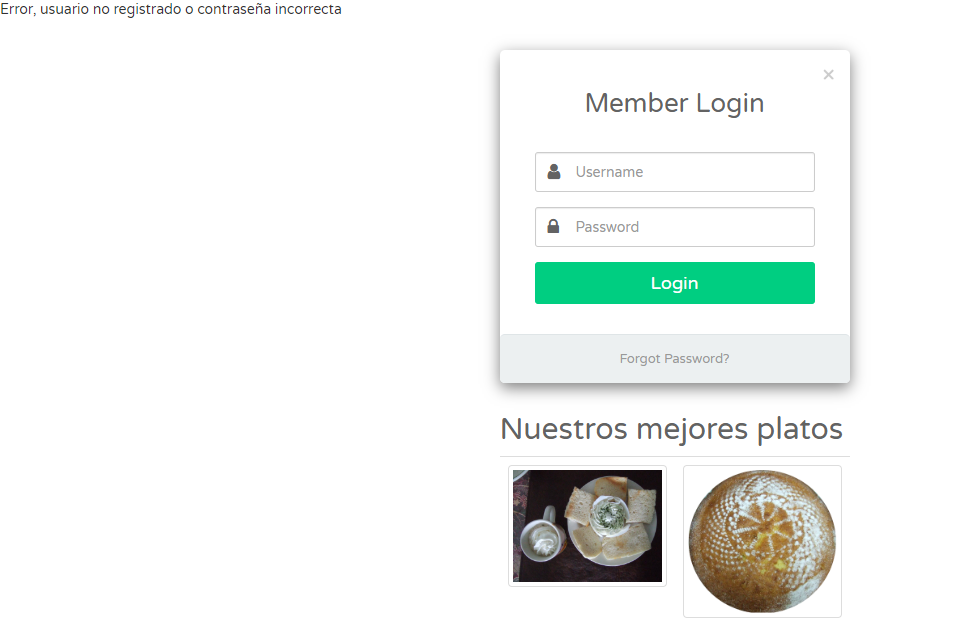 Error, usuario no registrado o contraseña incorrecta
×
Member Login
Username
Password
Login
Forgot Password?
Nuestros mejores platos